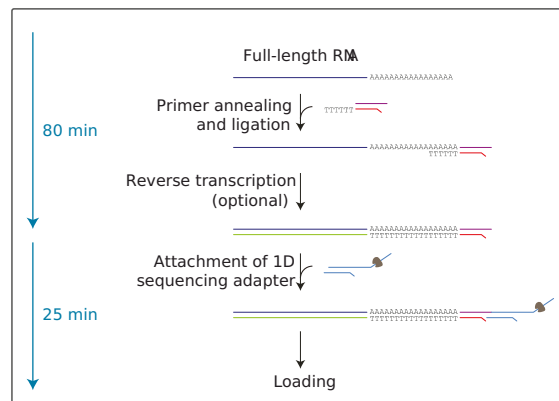 Full-length RNA
AAAAAAAAAAAAAAAAA
Primer annealing
and ligation
TTTTTT
80 min
AAAAAAAAAAAAAAAAAA
TTTTTT
Reverse transcription
(optional)
AAAAAAAAAAAAAAAAAA
TTTTTTTTTTTTTTTTTT
Attachment of 1D
sequencing adapter
25 min
AAAAAAAAAAAAAAAAAA
TTTTTTTTTTTTTTTTTT
Loading